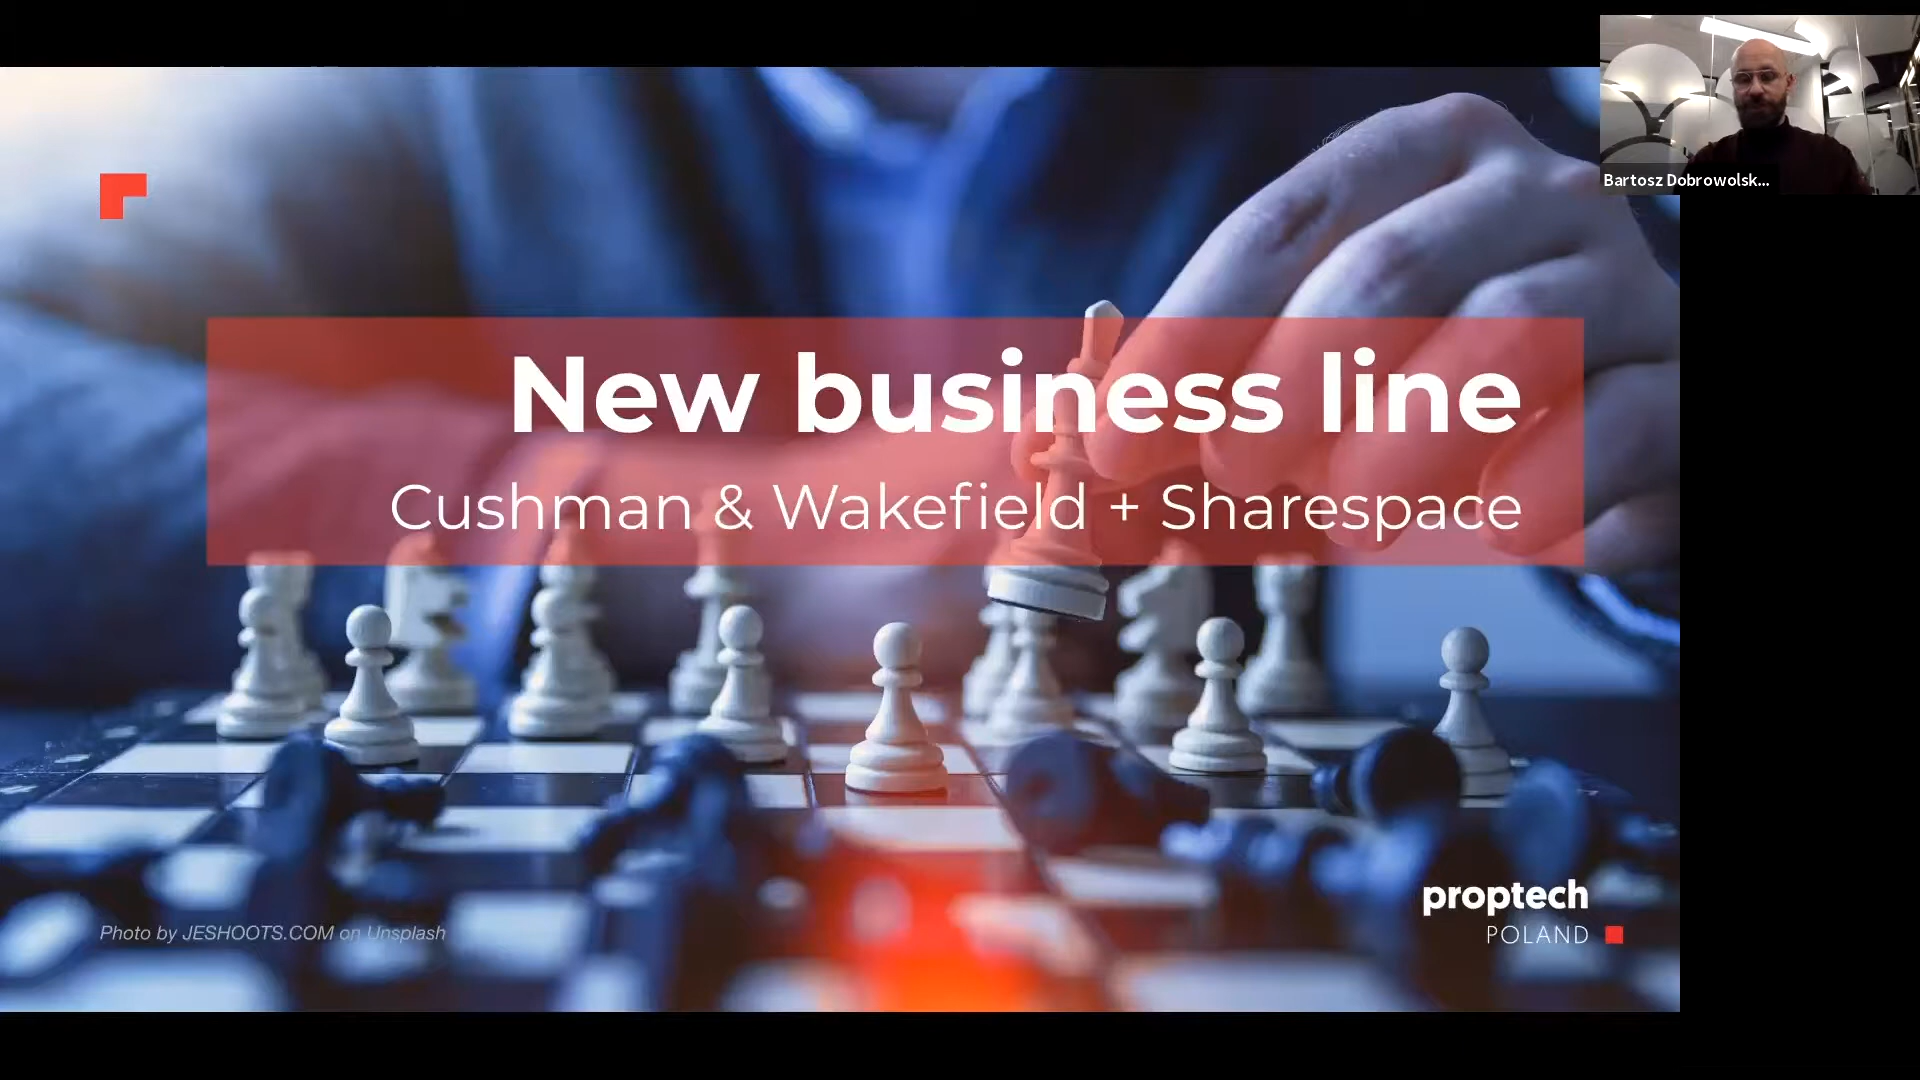 Bartosz Dobrowolsk...
New business line
Cushman & Wakefield + Sharespace
proptech
POLAND
Photo by JESHOOTS.COM on Unsplash